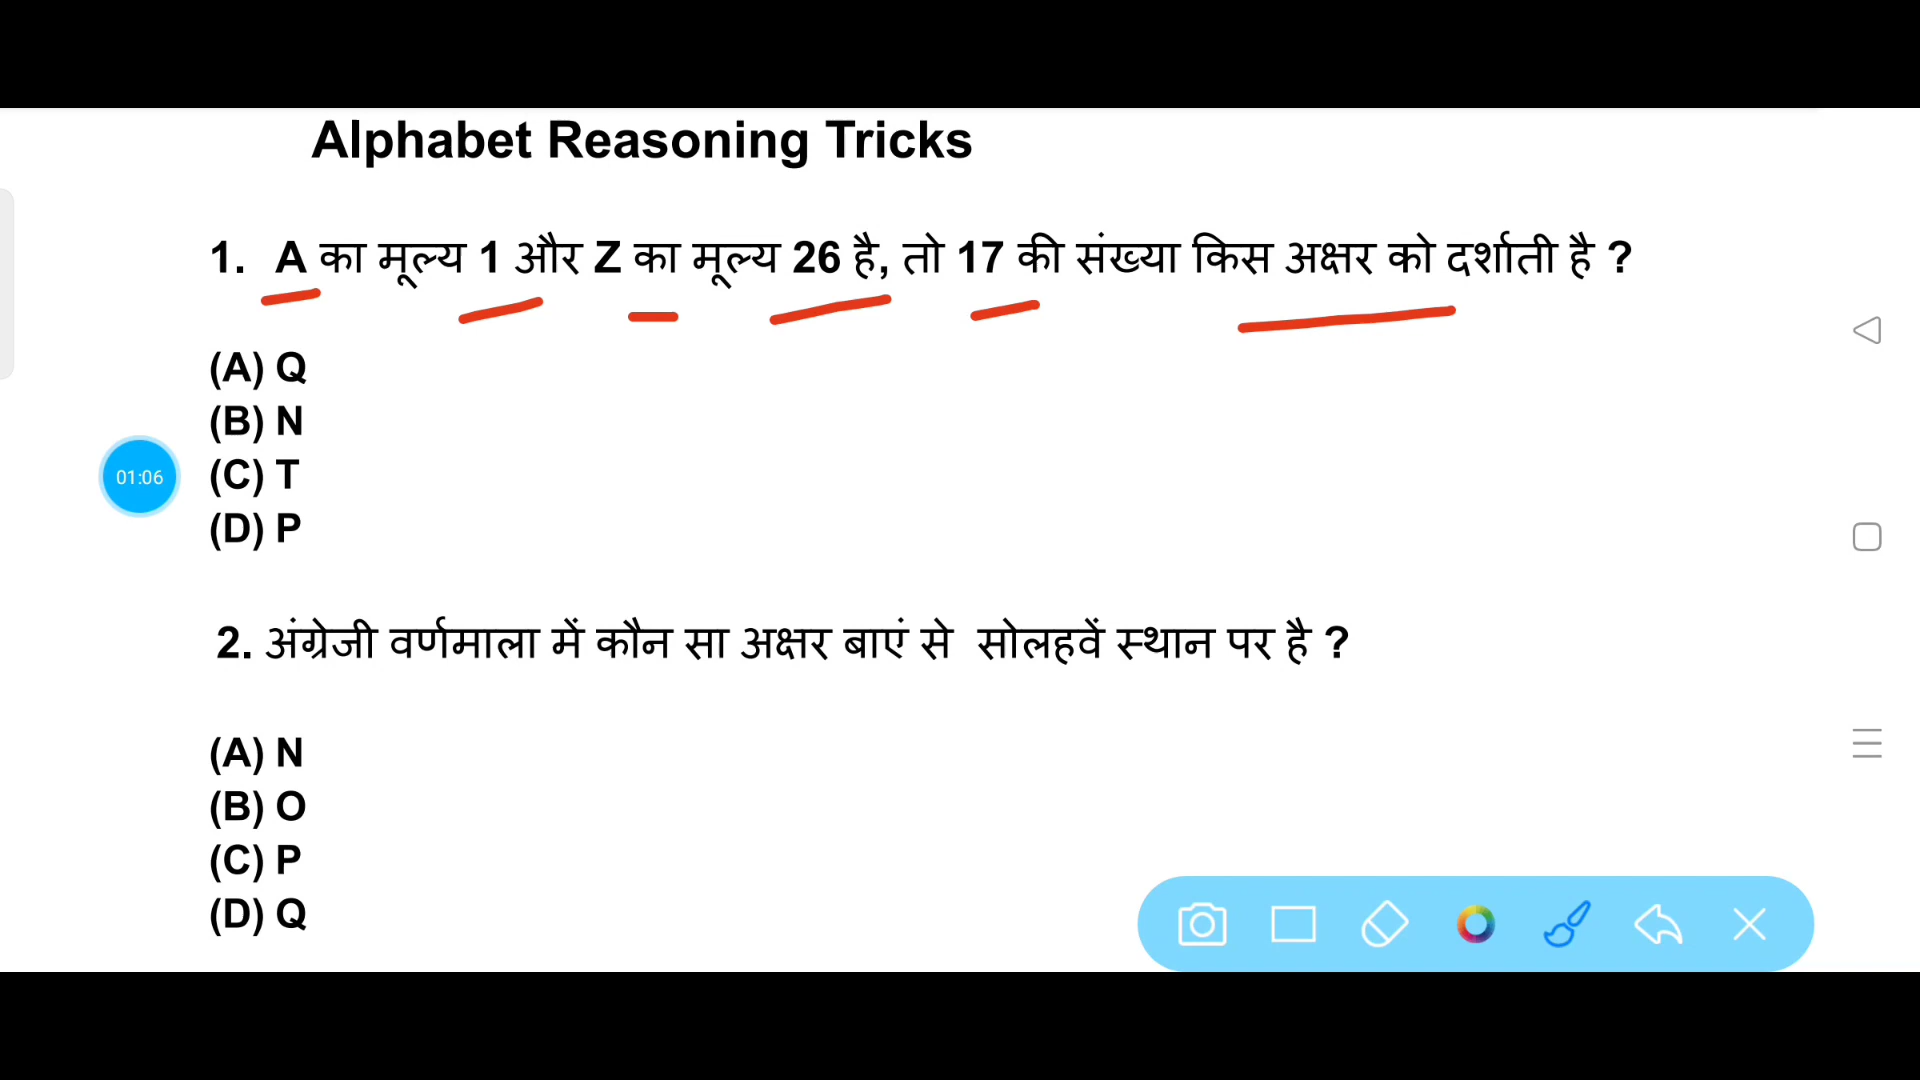 Alphabet Reasoning Tricks
1. A का मूल्य 1 और Z का मूल्य 26 है, तो 17 की संख्या किस अक्षर को दर्शाती है ?
(A) Q
(B) N
01:06
(C) T
(D) P
2. अंग्रेजी वर्णमाला में कौन सा अक्षर बाएं से सोलहवें स्थान पर है ?
(A) N
(B) O
(C) P
(D) Q